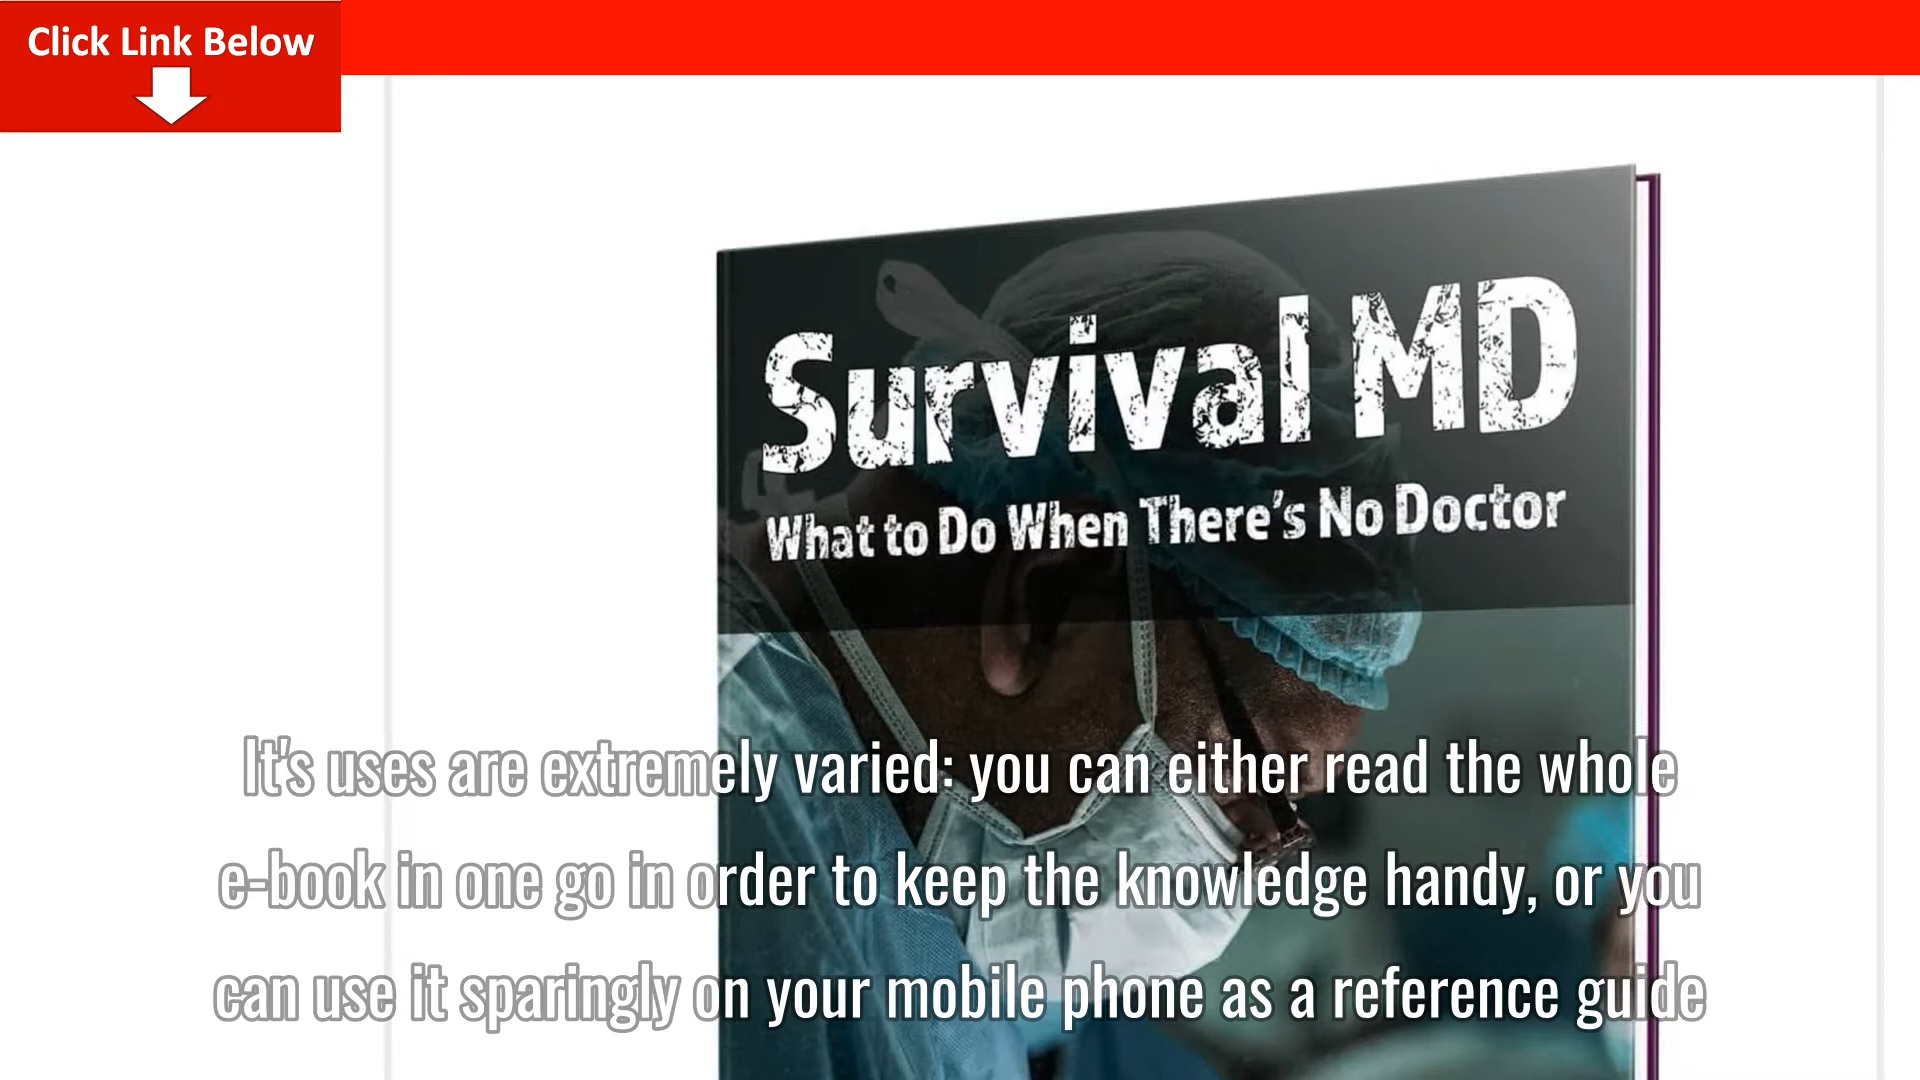 Click Link Below
Survival MD
What to Do When There's No Doctor
It's uses are extremely varied: you can either read the whole
e-book in one go in order to keep the knowledge handy, or you
can use it sparingly on your mobile phone as a reference guide